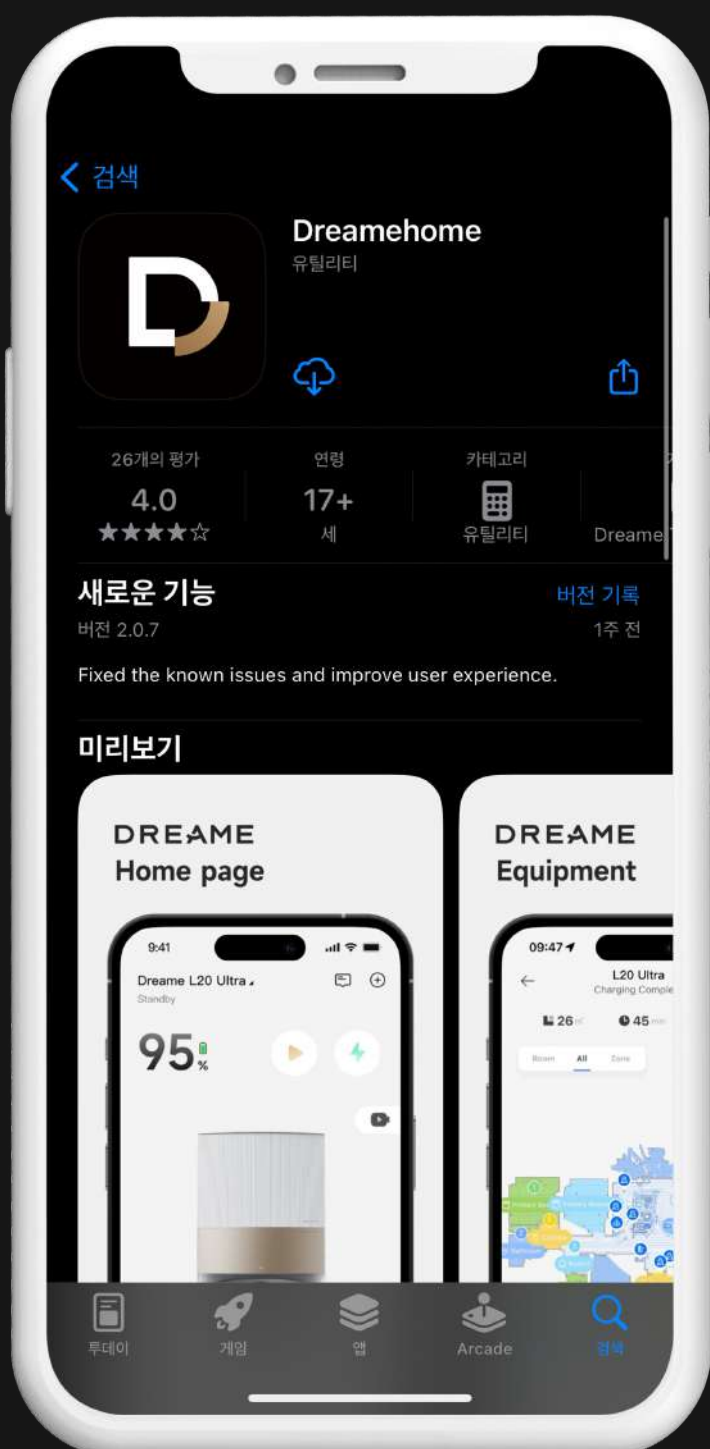 검색
Dreamehome
유틸리티
26개의 평가
4.0
연령
17+
세
카테고리
유틸리티
Dreame
새로운 기능
버전 기록
버전 2.0.7
1주 전
Fixed the known issues and improve user experience.
미리보기
DREAME
Home page
9:41
Dreame L20 Ultra
Standby
95%
DREAME
Equipment
09:47
L20 Ultra
Charging Comple
26
45
Room All Zone
투데이
게임
앱
Arcade
검색